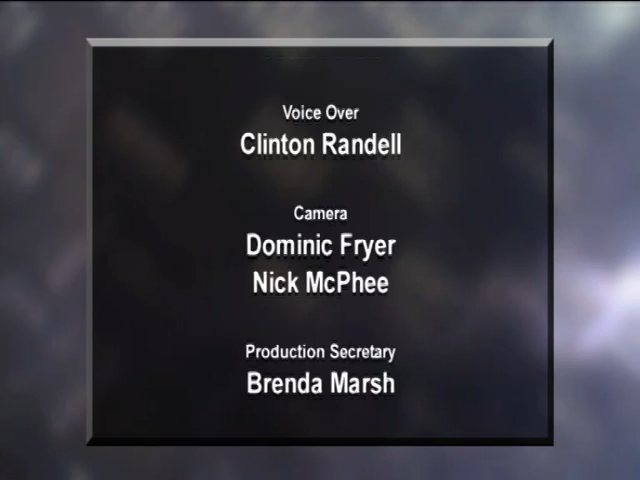 Voice Over
Clinton Randell
Camera
Dominic Fryer
Nick McPhee
Production Secretary
Brenda Marsh